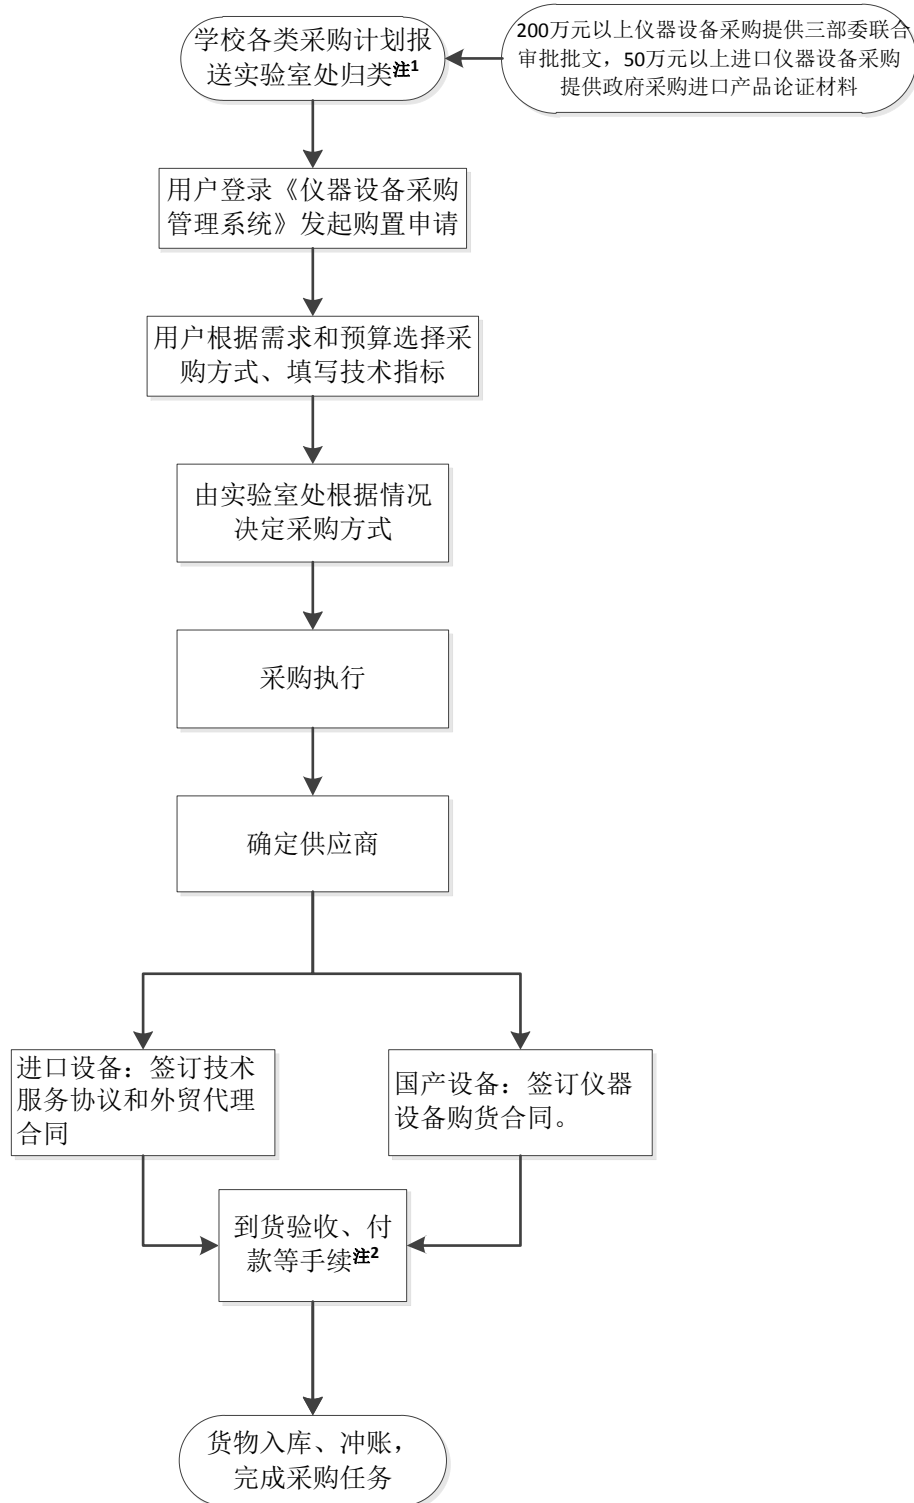 学校各类采购计划报
送实验室处归类注1
200万元以上仪器设备采购提供三部委联合
审批批文，50万元以上进口仪器设备采购
提供政府采购进口产品论证材料
用户登录《仪器设备采购
管理系统》发起购置申请
用户根据需求和预算选择采
购方式、填写技术指标
由实验室处根据情况
决定采购方式
采购执行
确定供应商
进口设备：签订技术
服务协议和外贸代理
合同
国产设备：签订仪器
设备购货合同。
到货验收、付
款等手续注2
货物入库、冲账，
完成采购任务